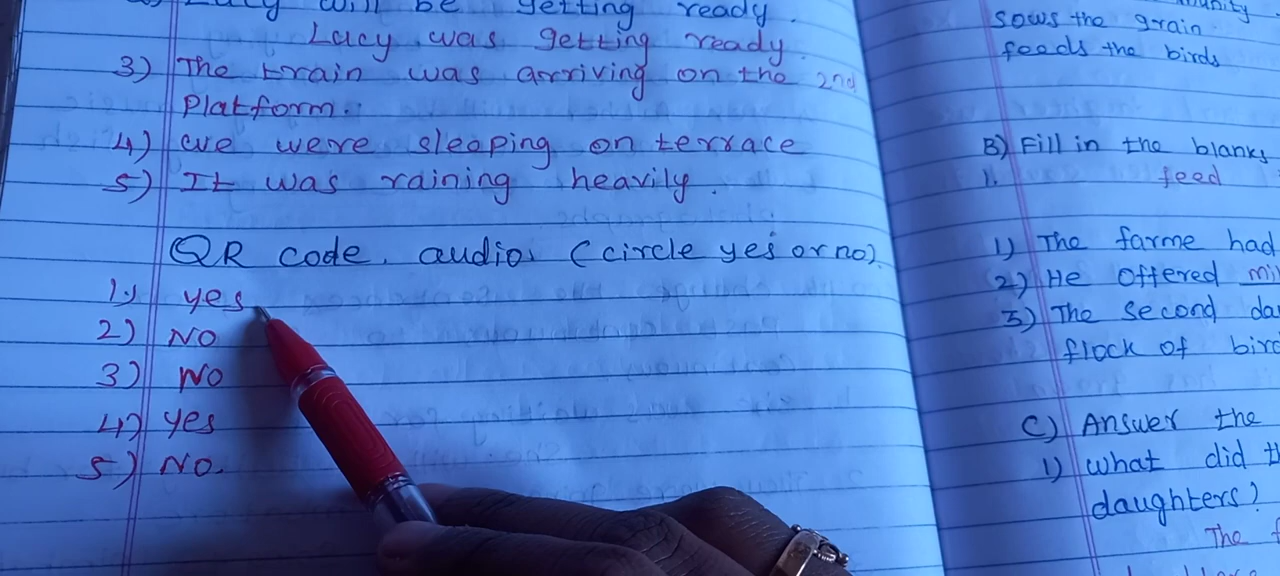 will be getting ready.
Lacy was getting ready.
3) The train was arriving on the 2nd
Platform.
4) we were sleeping on terrace
5) It was raining heavily.
QR code audio (circle yes or no)
1) yes
2) NO
3) NO
4) yes
5) NO.
sows the grain
feeds the birds
B) Fill in the blanks
1. feed
1) The farme had
2) He offered
3) The second
flock of
C) Answer the
1) what did
daughters?
The